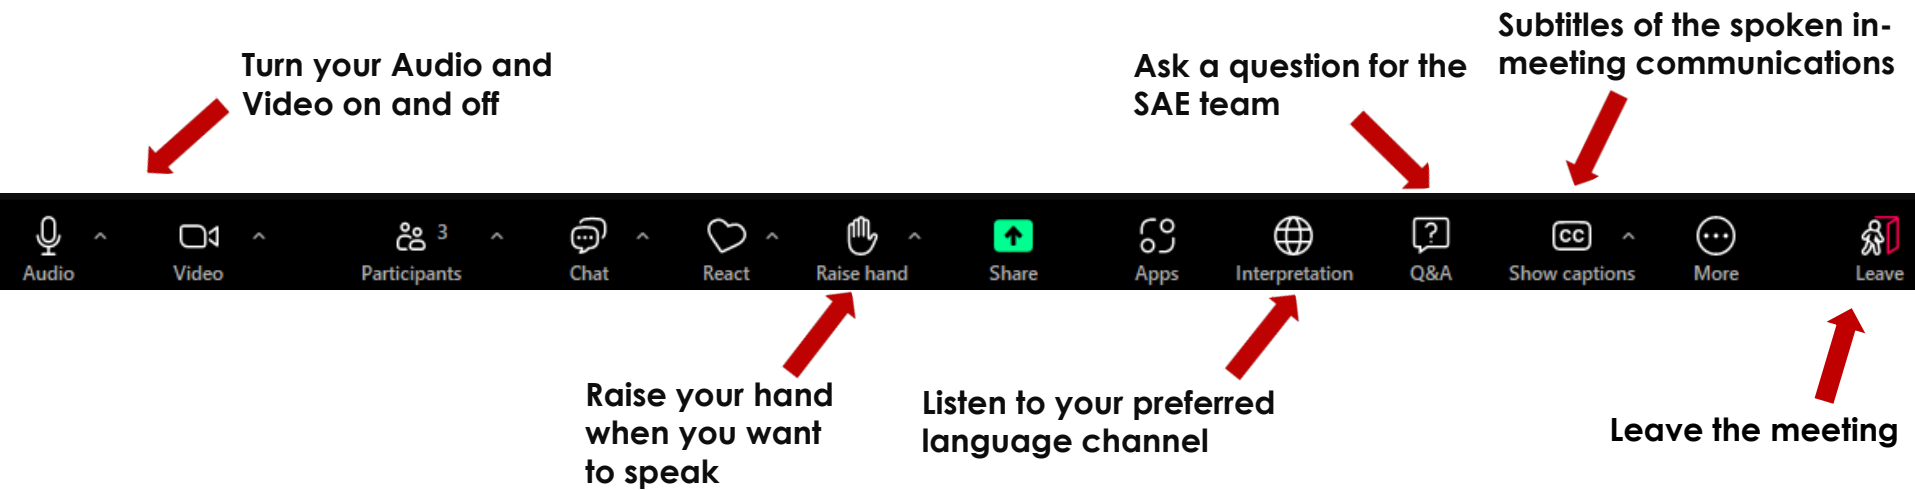 Subtitles of the spoken in-
meeting communications
Turn your Audio and
Video on and off
Ask a question for the
SAE team
3
CC
Audio
Video
Participants
Chat
React
Raise hand
Share
Apps
Interpretation
Q&A
Show captions
More
Leave
Raise your hand
when you want
to speak
Listen to your preferred
language channel
Leave the meeting